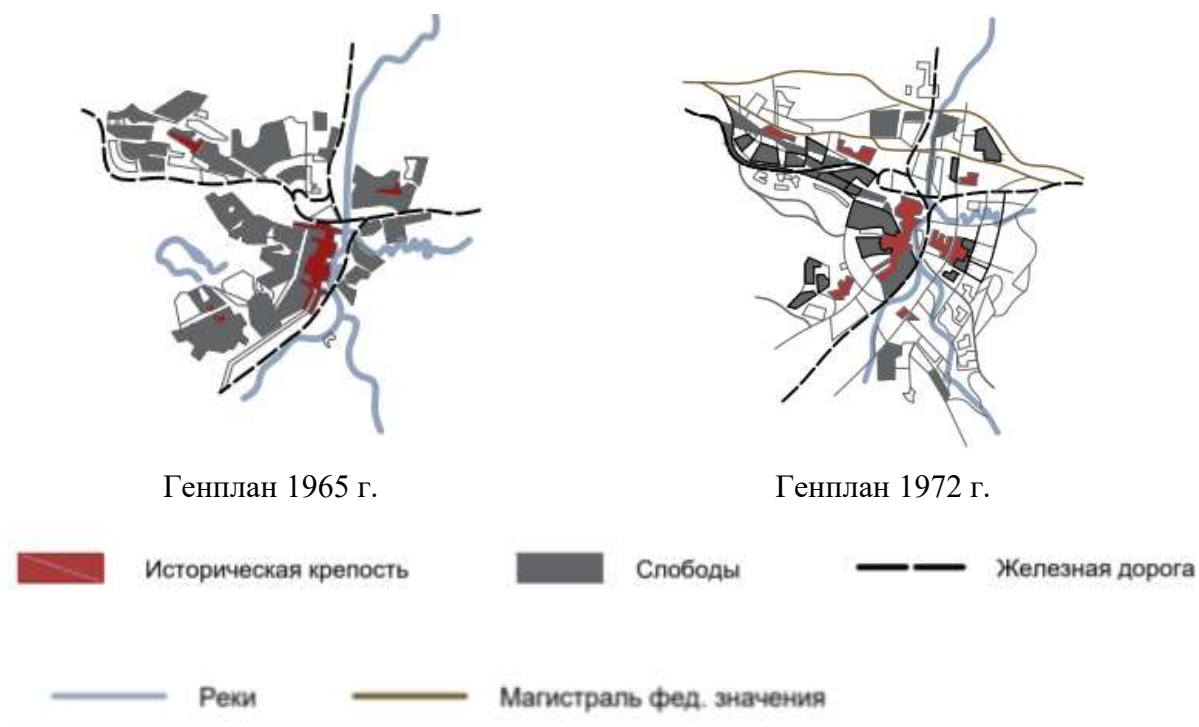 Генплан 1965 г.
Генплан 1972 г.
Историческая крепость
Слободы
Железная дорога
Реки
Магистраль фед. значения